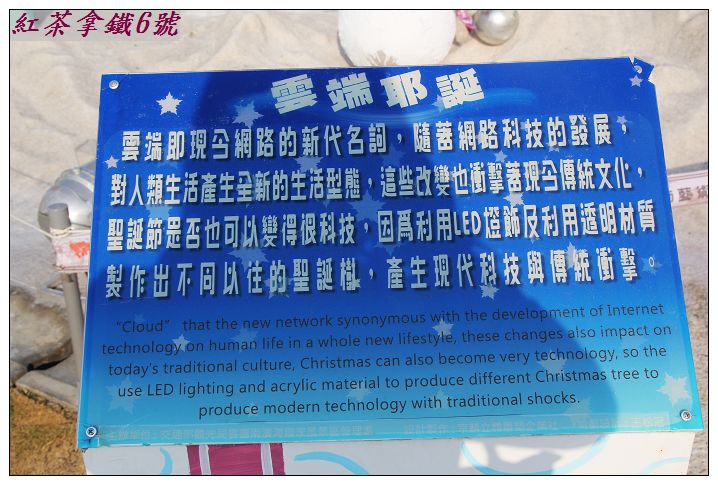 紅茶拿鐵6號
雲端耶誕
雲端即現今網路的新代名詞，隨著網路科技的發展，
對人類生活產生全新的生活型態，這些改變也衝擊著現今傳統文化，
聖誕節是否也可以變得很科技，因爲利用LED燈飾及利用透明材質
製作出不同以往的聖誕樹，產生現代科技與傳統衝擊。
“Cloud” that the new network synonymous with the development of Internet
technology on human life in a whole new lifestyle, these changes also impact on
today's traditional culture, Christmas can also become very technology, so the
use LED lighting and acrylic material to produce different Christmas tree to
produce modern technology with traditional shocks.